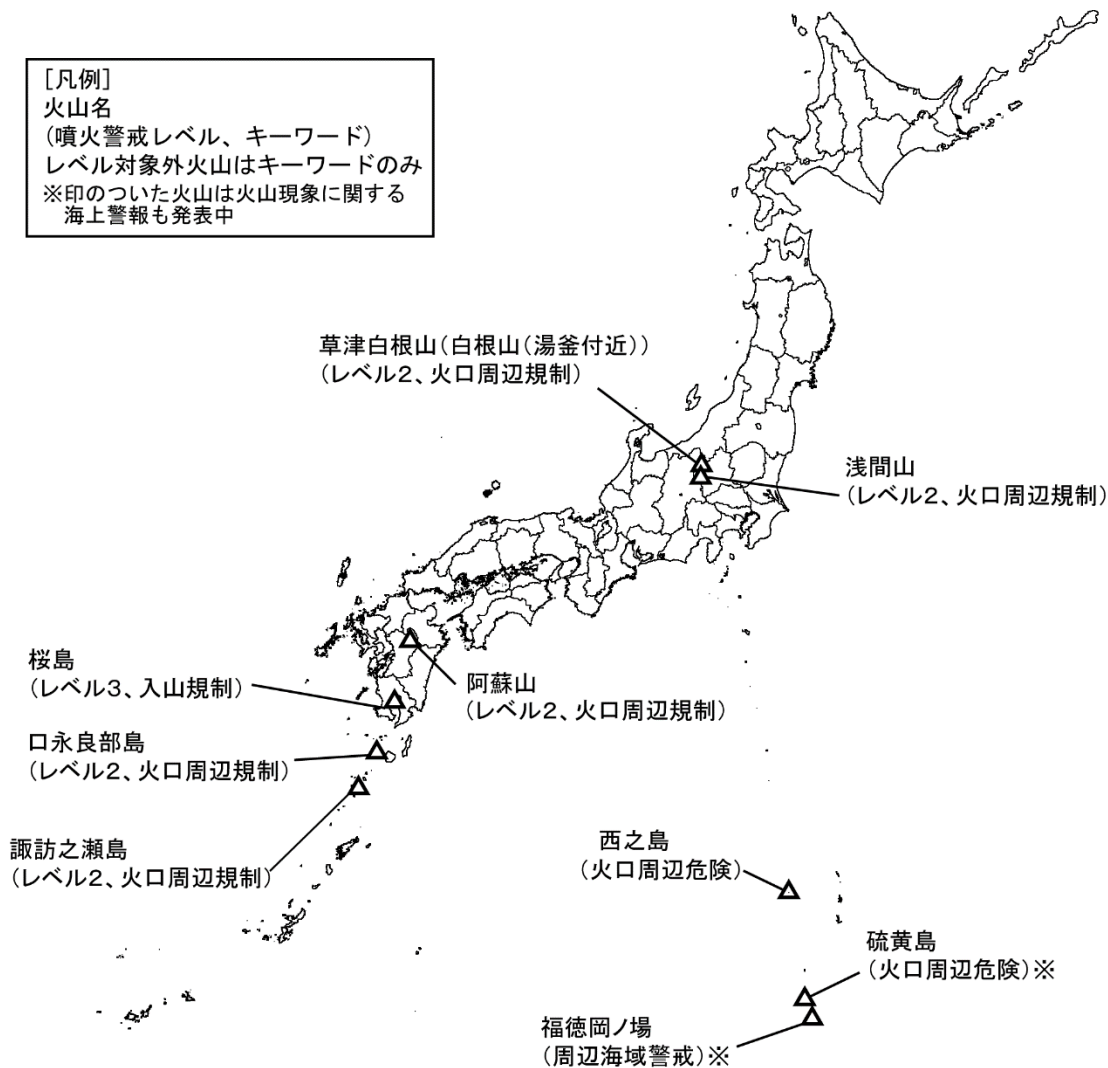 [凡例]
火山名
(噴火警戒レベル、キーワード)
レベル対象外火山はキーワードのみ
※印のついた火山は火山現象に関する
海上警報も発表中
草津白根山(白根山(湯釜付近))
(レベル2、火口周辺規制)
浅間山
(レベル2、火口周辺規制)
桜島
(レベル3、入山規制)
阿蘇山
(レベル2、火口周辺規制)
口永良部島
(レベル2、火口周辺規制)
諏訪之瀬島
(レベル2、火口周辺規制)
西之島
(火口周辺危険)
硫黄島
(火口周辺危険)※
福徳岡ノ場
(周辺海域警戒)※